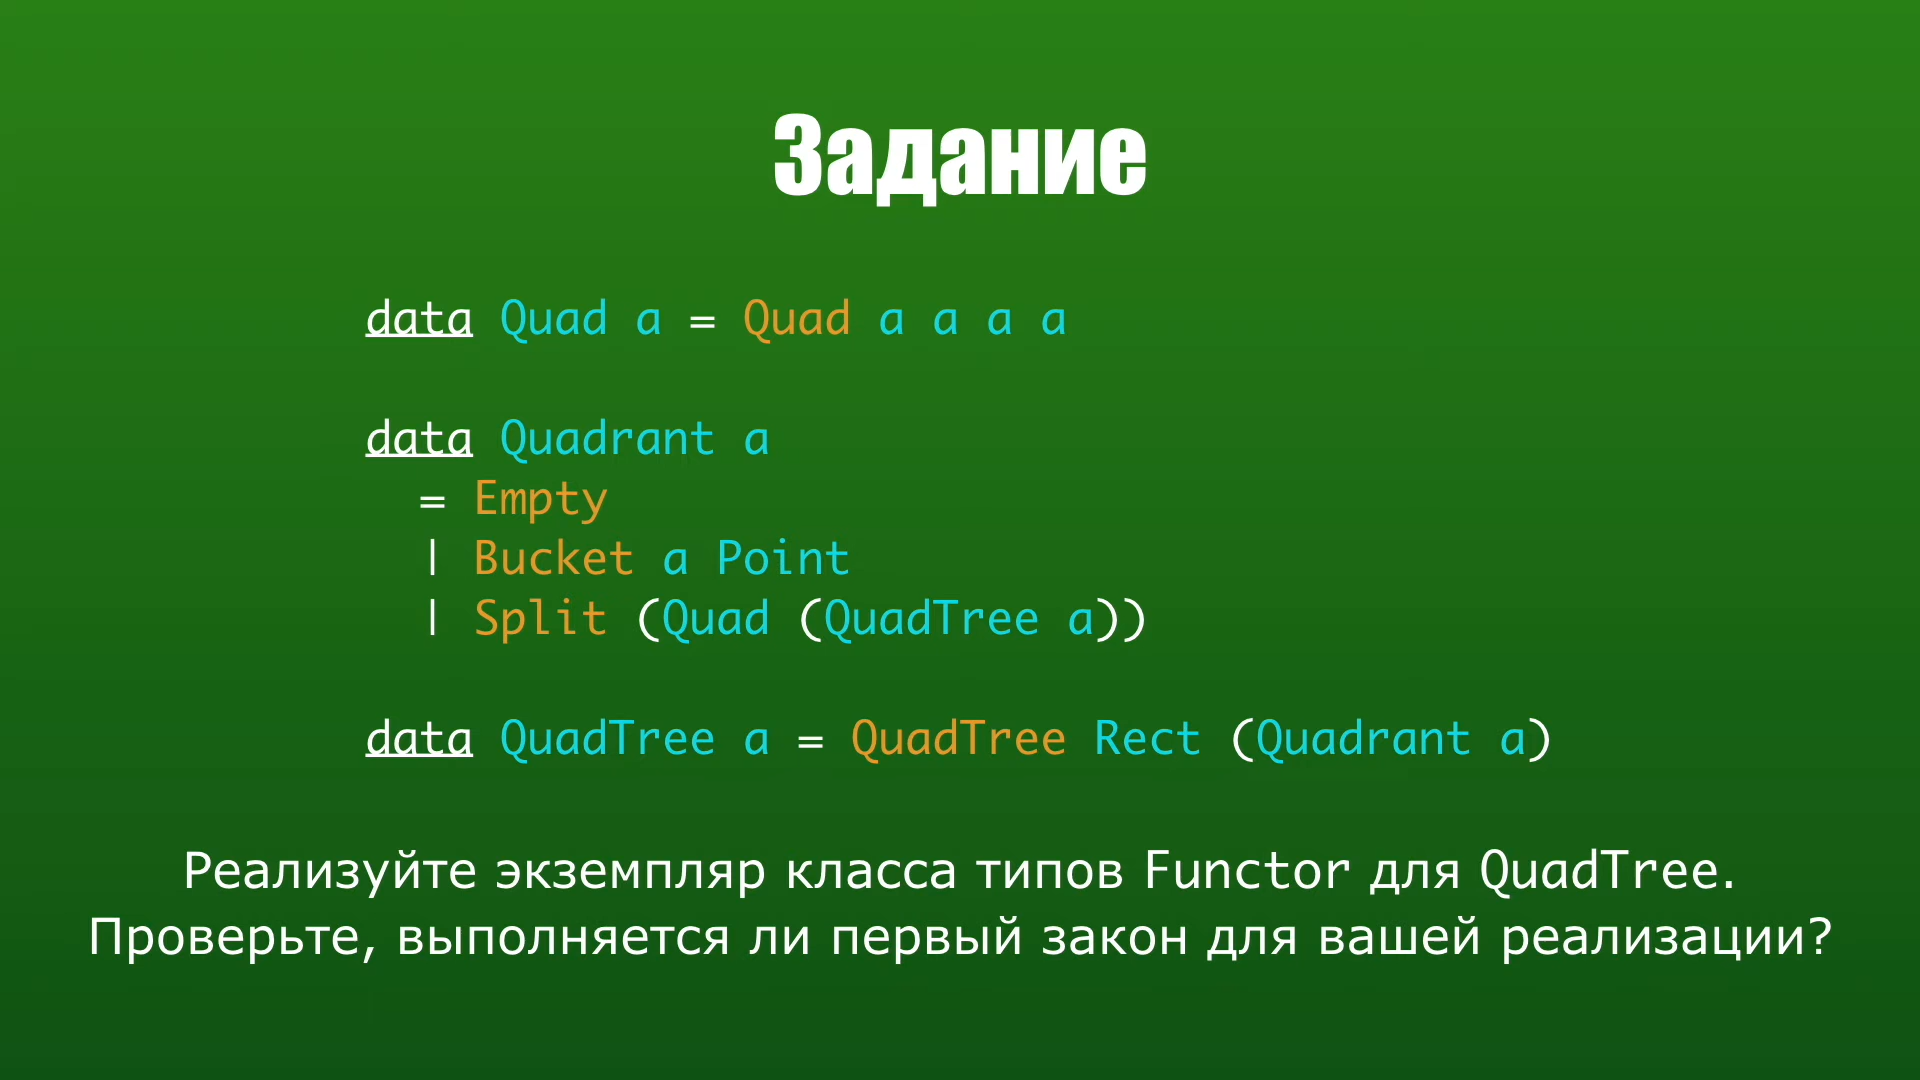 Задание
data Quad a = Quad a a a a
data Quadrant a
= Empty
| Bucket a Point
| Split (Quad (QuadTree a))
data QuadTree a = QuadTree Rect (Quadrant a)
Реализуйте экземпляр класса типов Functor для QuadTree.
Проверьте, выполняется ли первый закон для вашей реализации?